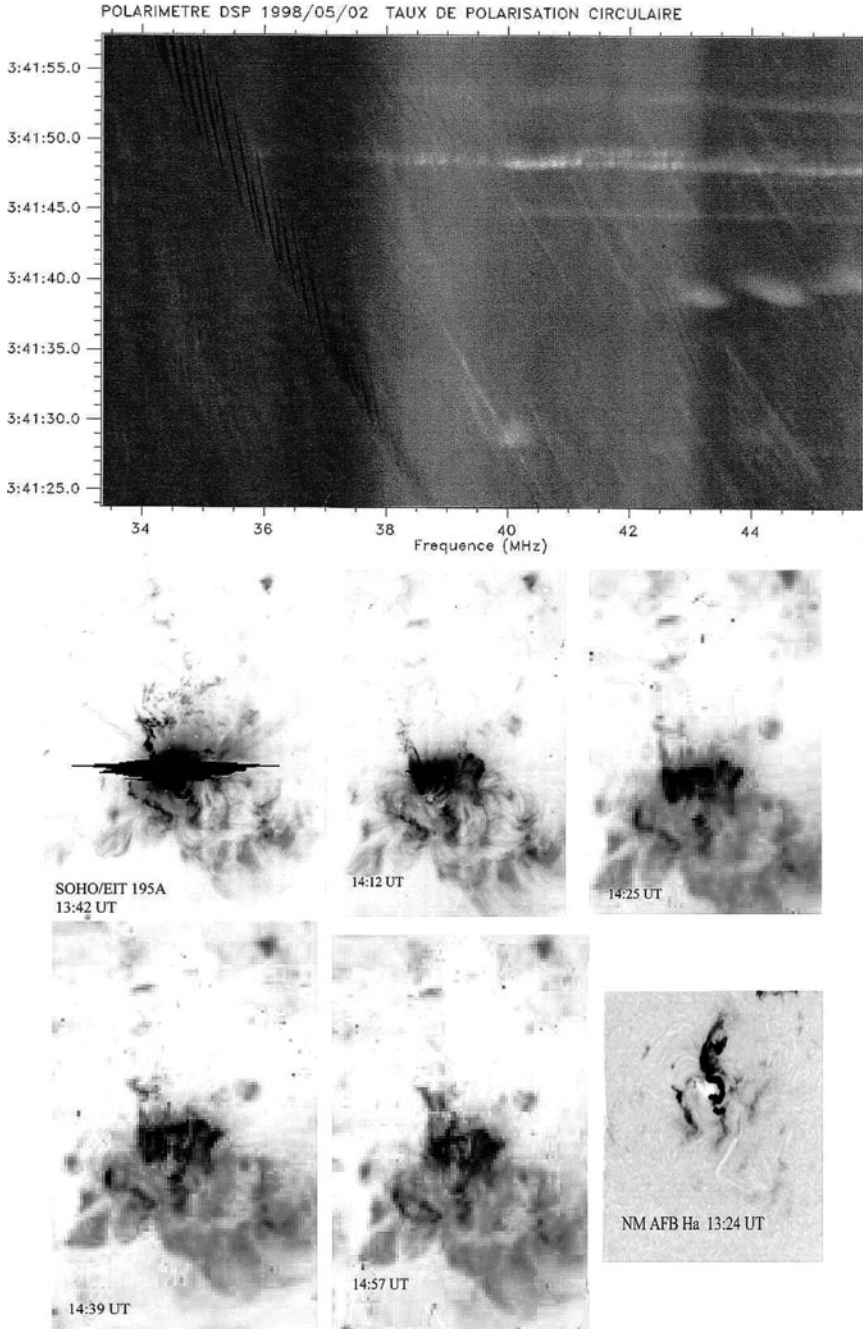 POLARIMETRE DSP 1998/05/02 TAUX DE POLARISATION CIRCULAIRE
3:41:55.0
3:41:50.0
3:41:45.0
3:41:40.0
3:41:35.0
3:41:30.0
3:41:25.0
34 36 38 40 42 44
Frequence (MHz)
SOHO/EIT 195A
13:42 UT
14:12 UT
14:25 UT
14:39 UT
14:57 UT
NM AFB Ha 13:24 UT